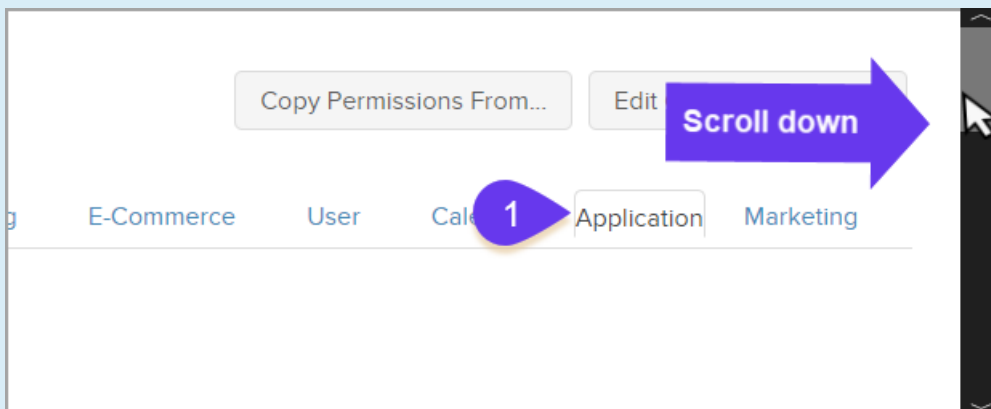 Copy Permissions From...
Edit
Scroll down
g
E-Commerce
User
Cale
1
Application
Marketing